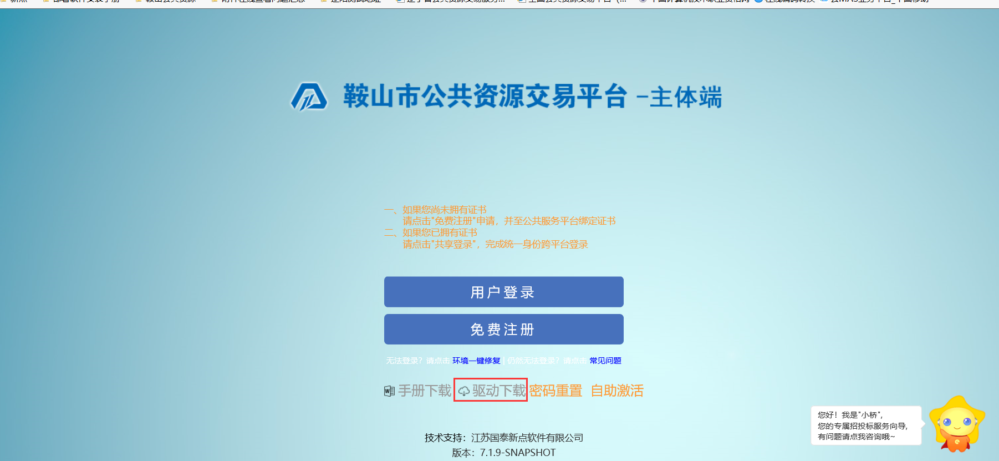 鞍山市公共资源交易平台 -主体端
一、如果您尚未拥有证书
请点击"免费注册"申请，并至公共服务平台绑定证书
二、如果您已拥有证书
请点击"共享登录"，完成统一身份跨平台登录
用户登录
免费注册
无法登录？请点击 环境一键修复 | 仍然无法登录？请点击 常见问题
手册下载 驱动下载 密码重置 自助激活
您好！我是"小桥",
您的专属招投标服务向导,
有问题请点我咨询哦~
技术支持：江苏国泰新点软件有限公司
版本：7.1.9-SNAPSHOT